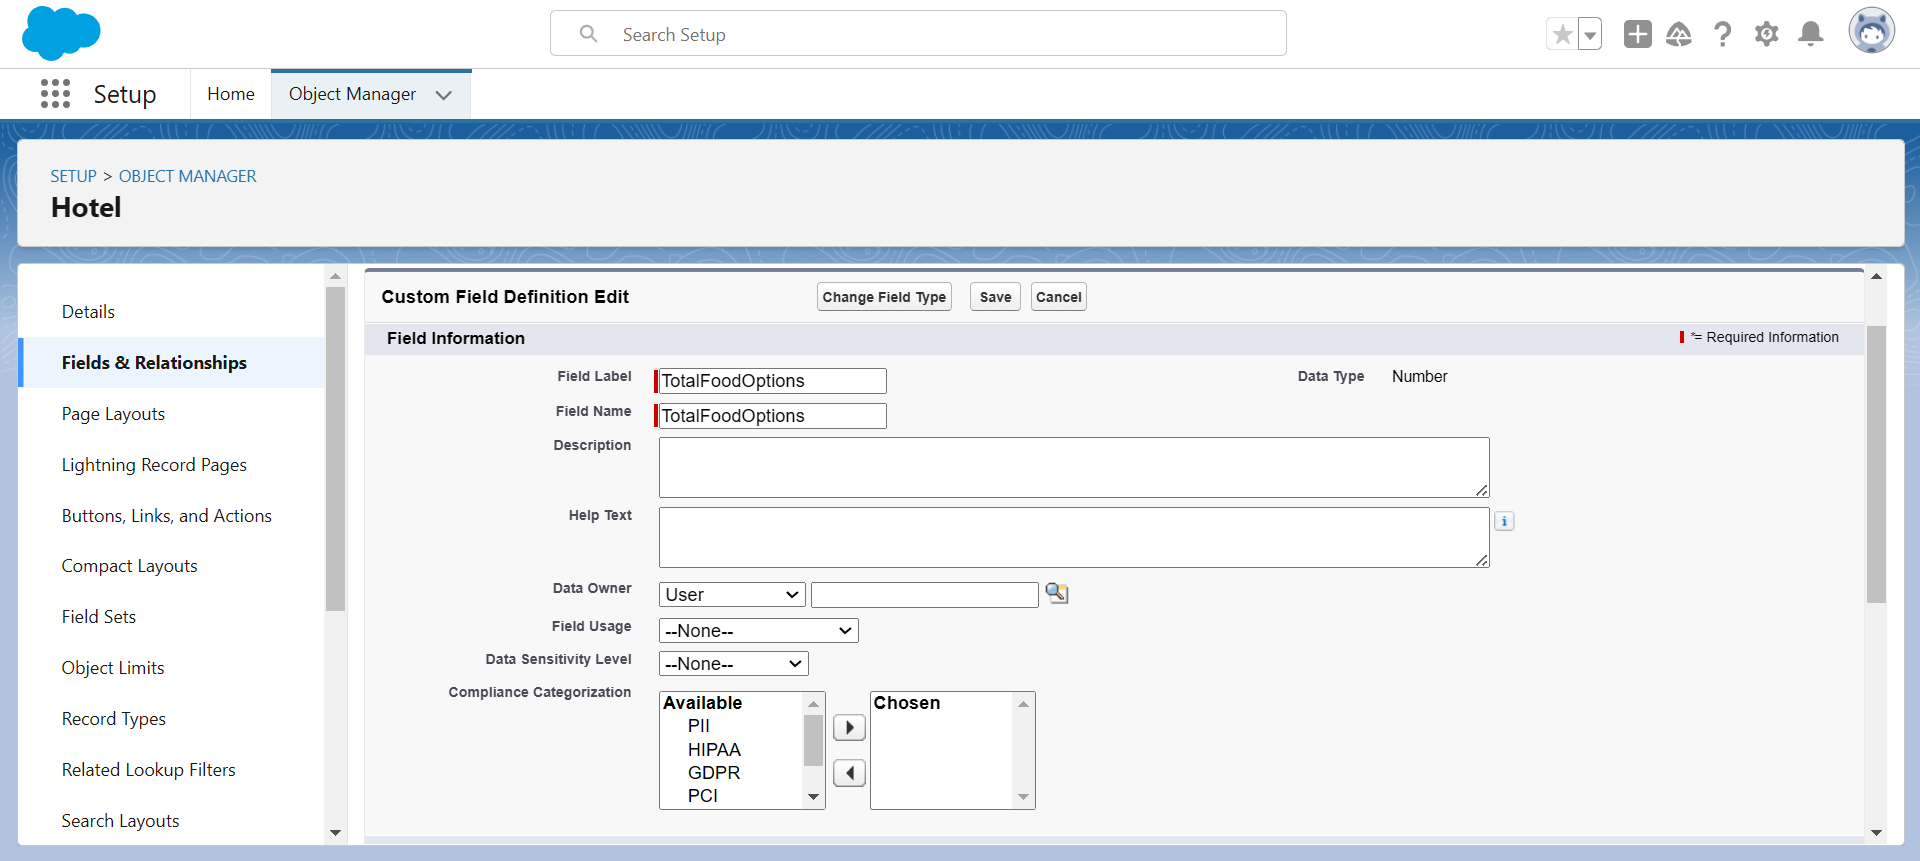 Search Setup
Setup
Home
Object Manager
SETUP > OBJECT MANAGER
Hotel
Details
Fields & Relationships
Page Layouts
Lightning Record Pages
Buttons, Links, and Actions
Compact Layouts
Field Sets
Object Limits
Record Types
Related Lookup Filters
Search Layouts
Custom Field Definition Edit
Change Field Type
Save
Cancel
Field Information
*= Required Information
Field Label
TotalFoodOptions
Data Type
Number
Field Name
TotalFoodOptions
Description
Help Text
i
Data Owner
User
Field Usage
--None--
Data Sensitivity Level
--None--
Compliance Categorization
Available
PII
HIPAA
GDPR
PCI
Chosen